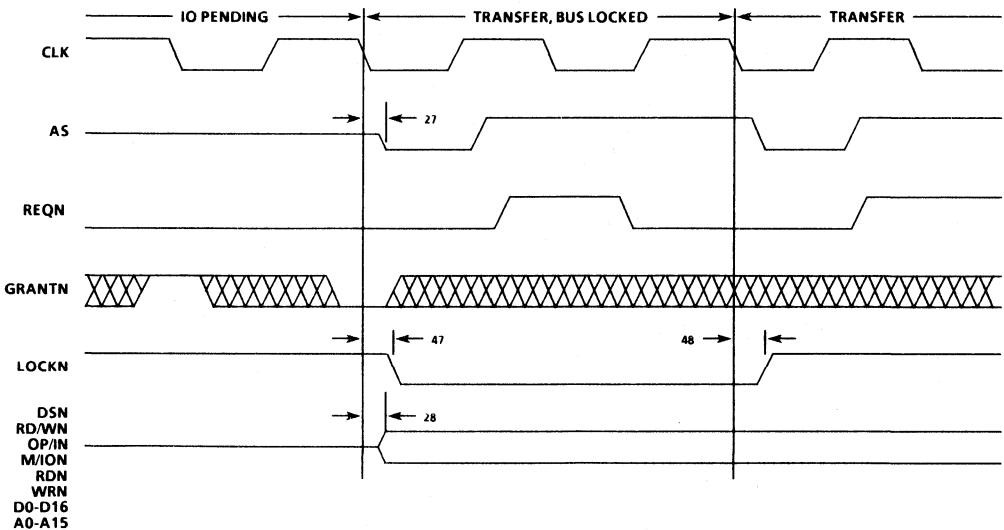 IO PENDING TRANSFER, BUS LOCKED TRANSFER
CLK
27
AS
REQN
GRANTN
47 48
LOCKN
DSN
28
RD/WN
OP/IN
M/ION
RDN
WRN
D0-D16
A0-A15